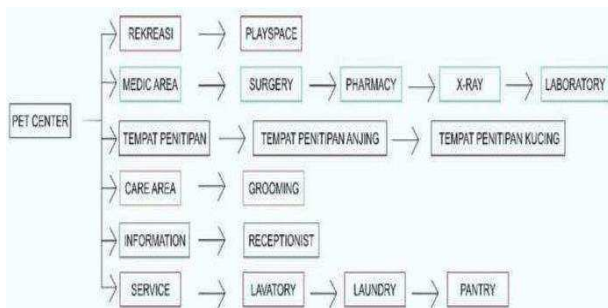 REKREASI PLAYSPACE
MEDIC AREA SURGERY PHARMACY X-RAY LABORATORY
PET CENTER
TEMPAT PENITIPAN TEMPAT PENITIPAN ANJING TEMPAT PENITIPAN KUCING
CARE AREA GROOMING
INFORMATION RECEPTIONIST
SERVICE LAVATORY LAUNDRY PANTRY